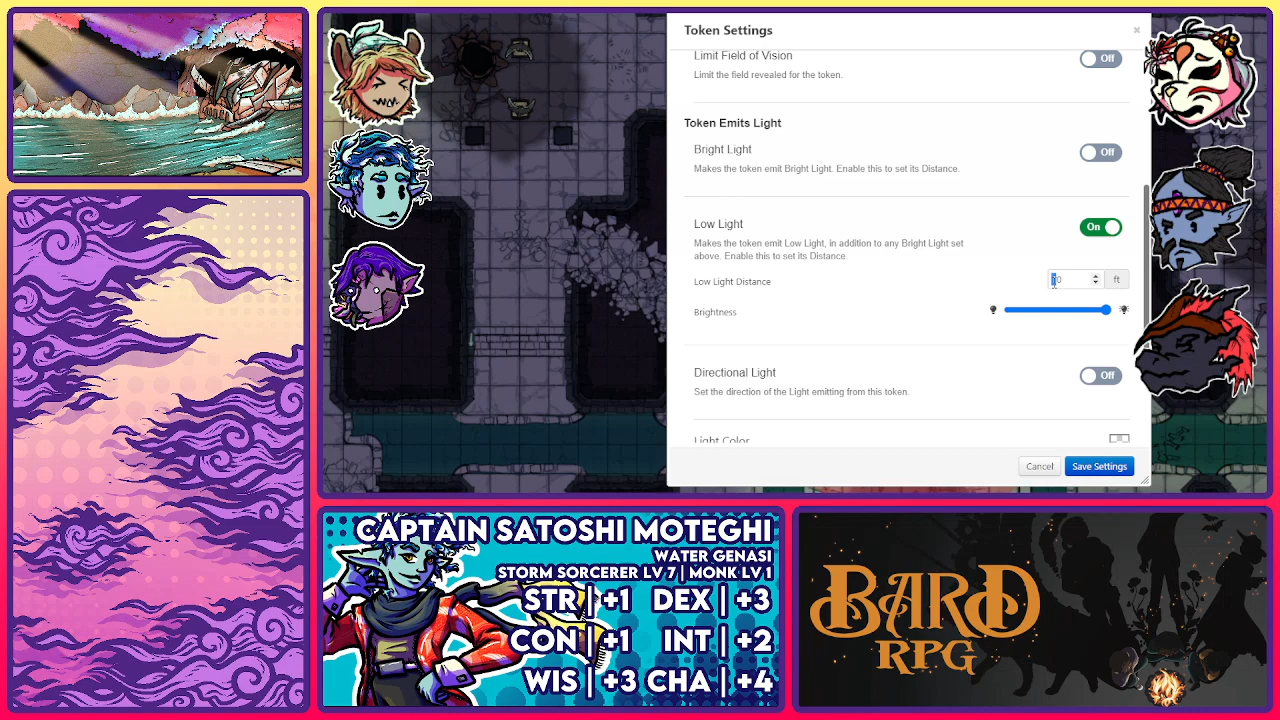 Token Settings
×
Limit Field of Vision
Off
Limit the field revealed for the token.
Token Emits Light
Bright Light
Off
Makes the token emit Bright Light. Enable this to set its Distance.
Low Light
On
Makes the token emit Low Light, in addition to any Bright Light set
above. Enable this to set its Distance.
Low Light Distance
ft
Brightness
Directional Light
Off
Set the direction of the Light emitting from this token.
Light Color
Cancel
Save Settings
CAPTAIN SATOSHI MOTEGHI
WATER GENASI
STORM SORCERER LV 7 | MONK LV 1
STR | +1 DEX | +3
CON | +1 INT | +2
WIS | +3 CHA | +4
BARD
RPG